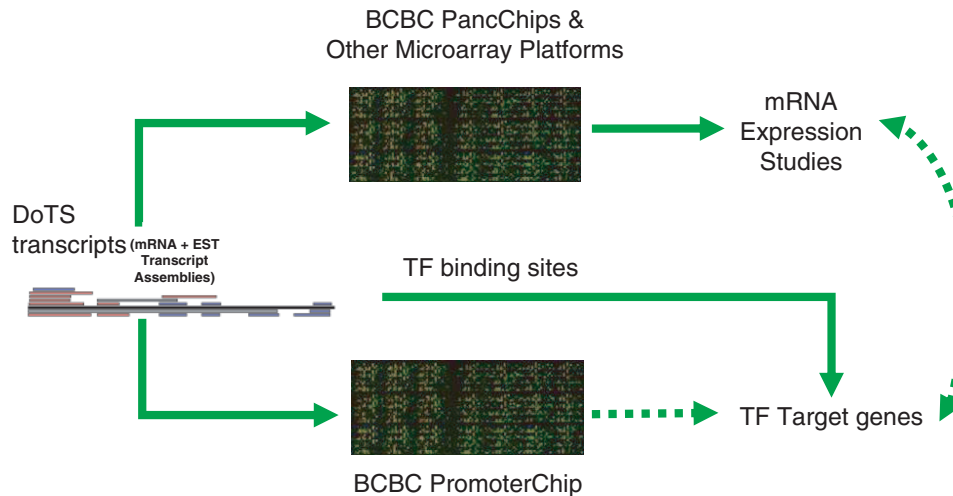 BCBC PancChips &
Other Microarray Platforms
mRNA
Expression
Studies
DoTS
transcripts
(mRNA + EST
Transcript
Assemblies)
TF binding sites
TF Target genes
BCBC PromoterChip